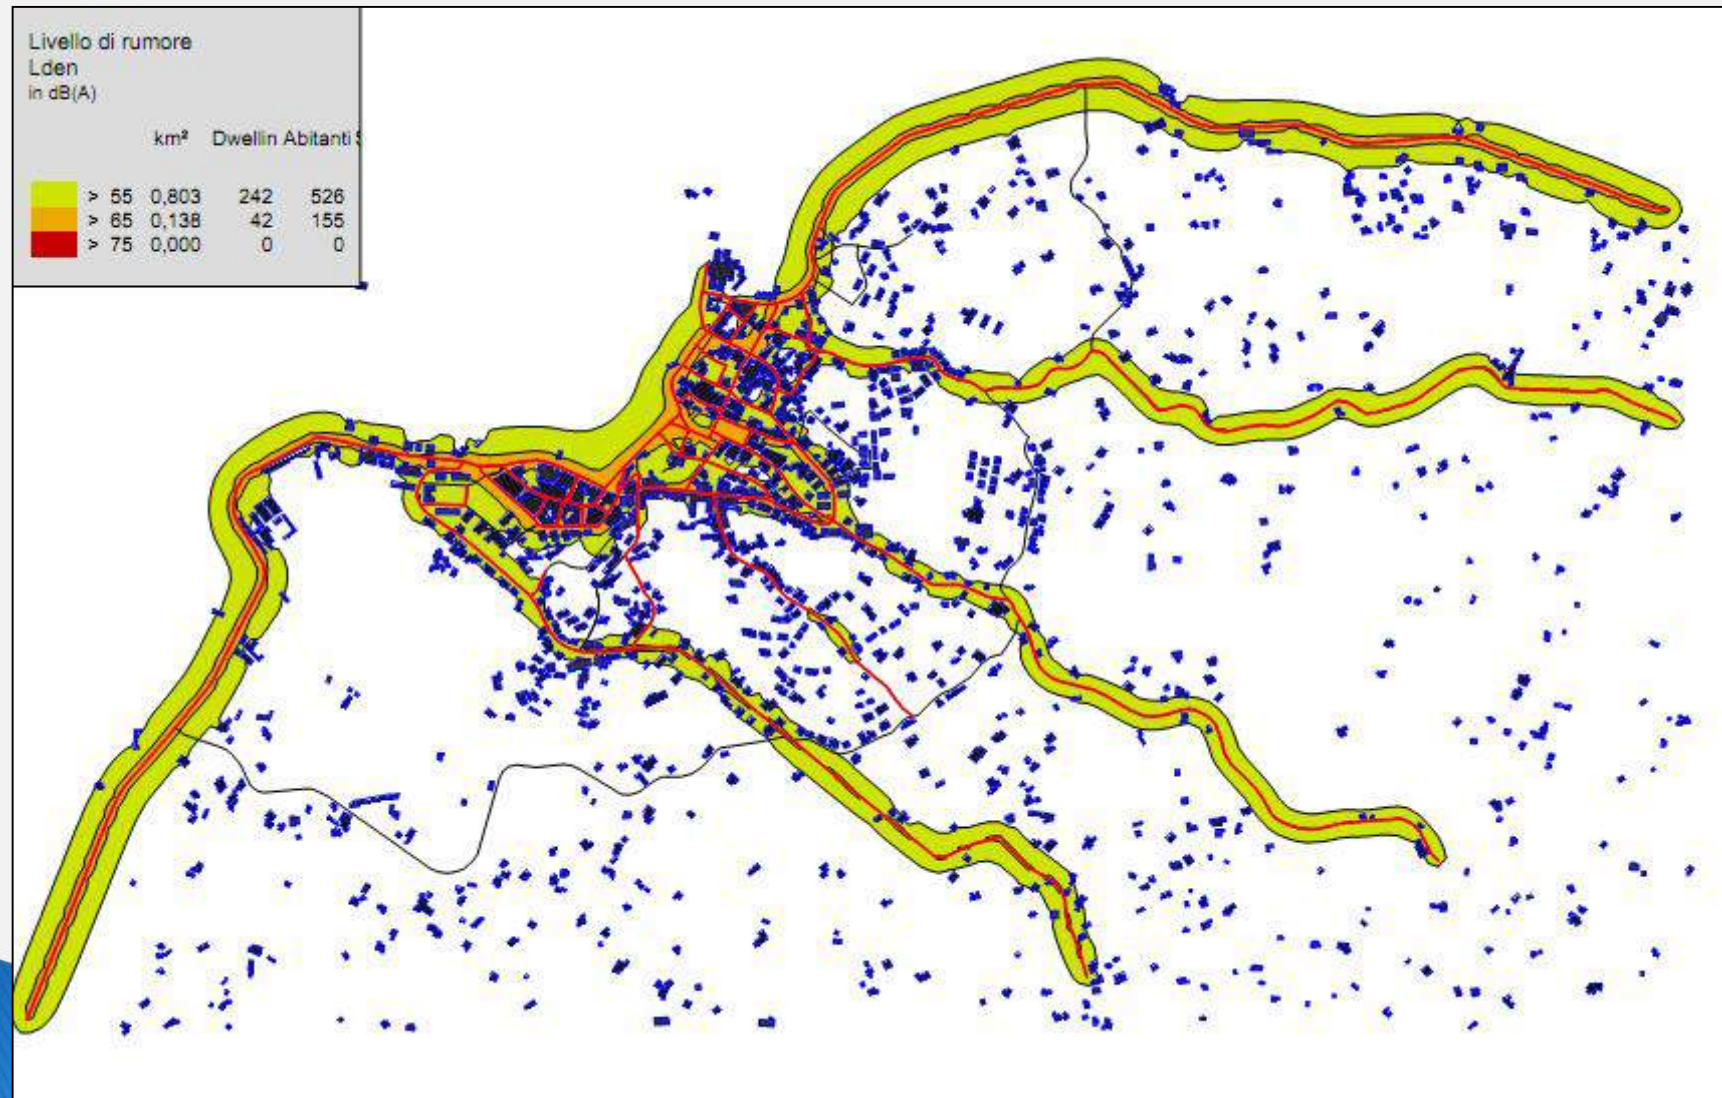 Livello di rumore
Lden
in dB(A)
km² Dwellin Abitanti
> 55 0,803 242 526
> 65 0,138 42 155
> 75 0,000 0 0